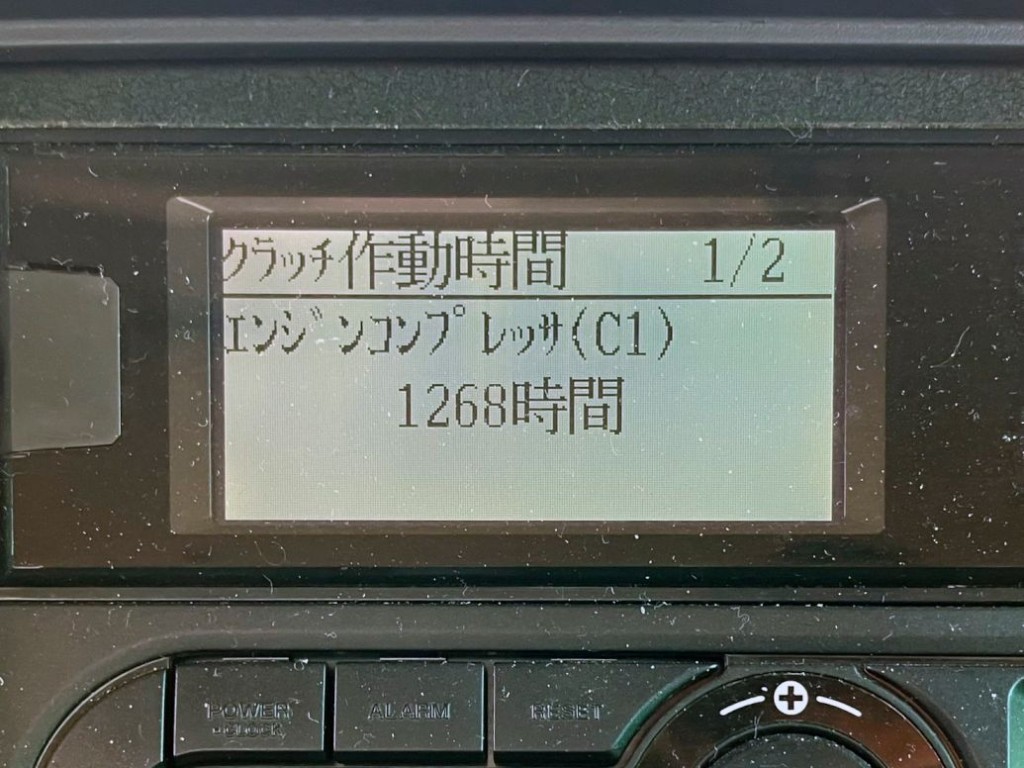 クラッチ作動時間 1/2
エンジンコンプレッサ(C1)
1268時間
POWER ALARM RESET